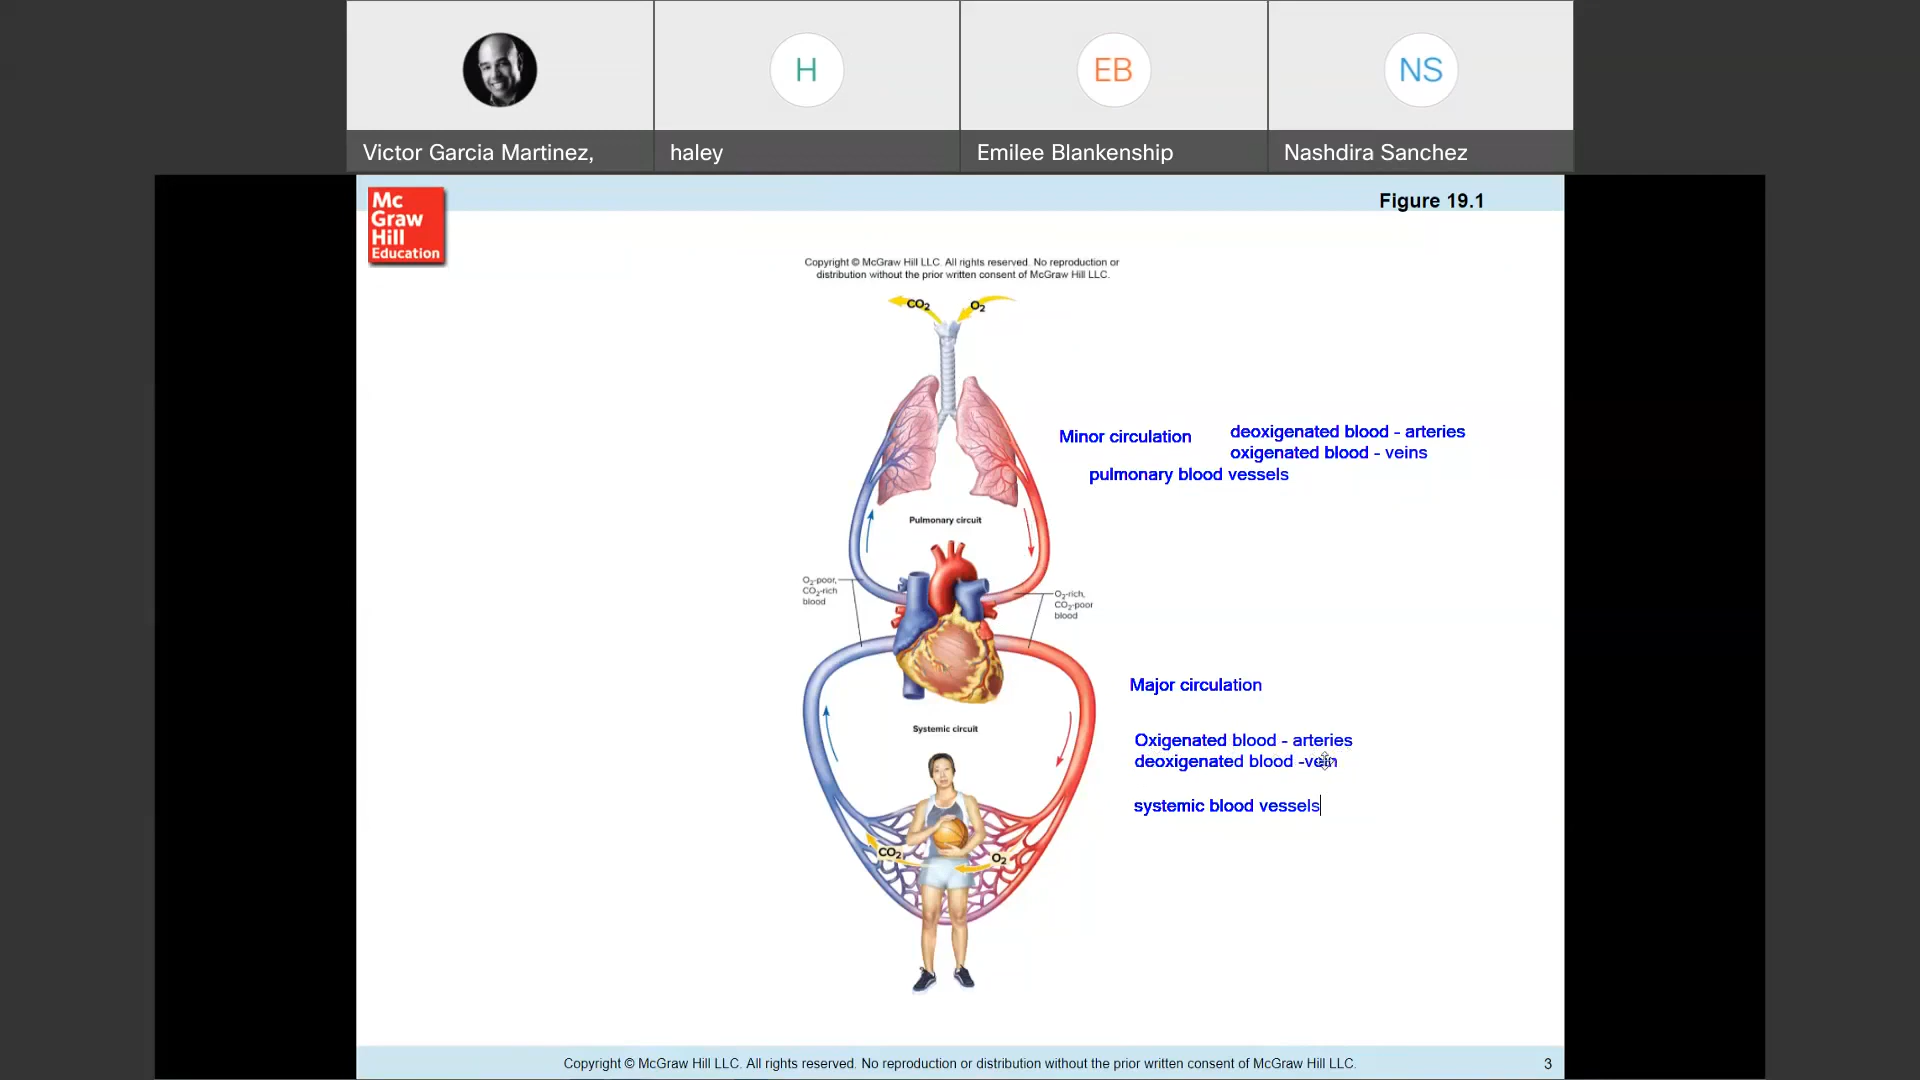 H
EB
NS
Victor Garcia Martinez,
haley
Emilee Blankenship
Nashdira Sanchez
Mc
Graw
Hill
Education
Figure 19.1
Copyright © McGraw Hill LLC. All rights reserved. No reproduction or
distribution without the prior written consent of McGraw Hill LLC.
CO₂
O₂
Minor circulation
deoxigenated blood - arteries
oxigenated blood - veins
pulmonary blood vessels
Pulmonary circuit
O₂-poor,
CO₂-rich
blood
O₂-rich,
CO₂-poor
blood
Major circulation
Systemic circuit
Oxigenated blood - arteries
deoxigenated blood -vein
systemic blood vessels
CO₂
O₂
Copyright © McGraw Hill LLC. All rights reserved. No reproduction or distribution without the prior written consent of McGraw Hill LLC.
3